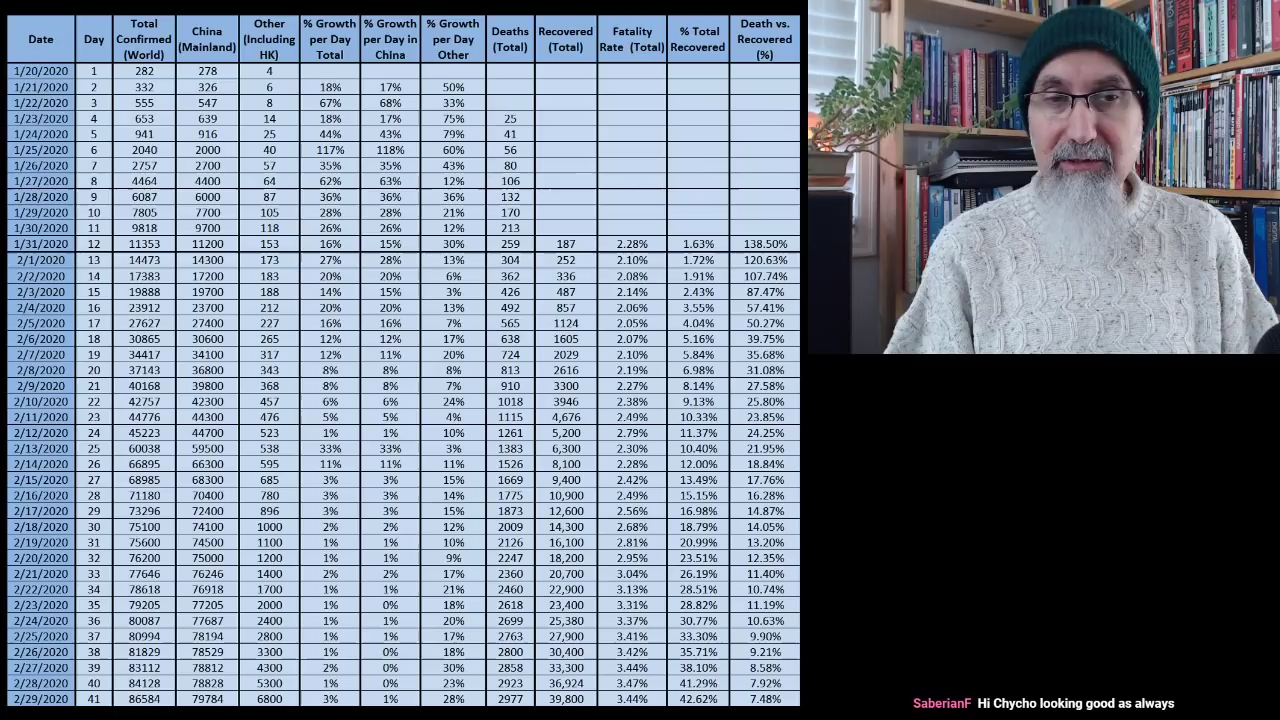 Date Day Total Confirmed (World) China (Mainland) Other (Including HK) % Growth per Day Total % Growth per Day in China % Growth per Day Other Deaths (Total) Recovered (Total) Fatality Rate (Total) % Total Recovered Death vs. Recovered (%)
1/20/2020 1 282 278 4
1/21/2020 2 332 326 6 18% 17% 50%
1/22/2020 3 555 547 8 67% 68% 33%
1/23/2020 4 653 639 14 18% 17% 75% 25
1/24/2020 5 941 916 25 44% 43% 79% 41
1/25/2020 6 2040 2000 40 117% 118% 60% 56
1/26/2020 7 2757 2700 57 35% 35% 43% 80
1/27/2020 8 4464 4400 64 62% 63% 12% 106
1/28/2020 9 6087 6000 87 36% 36% 36% 132
1/29/2020 10 7805 7700 105 28% 28% 21% 170
1/30/2020 11 9818 9700 118 26% 26% 12% 213
1/31/2020 12 11353 11200 153 16% 15% 30% 259 187 2.28% 1.63% 138.50%
2/1/2020 13 14473 14300 173 27% 28% 13% 304 252 2.10% 1.72% 120.63%
2/2/2020 14 17383 17200 183 20% 20% 6% 362 336 2.08% 1.91% 107.74%
2/3/2020 15 19888 19700 188 14% 15% 3% 426 487 2.14% 2.43% 87.47%
2/4/2020 16 23912 23700 212 20% 20% 13% 492 857 2.06% 3.55% 57.41%
2/5/2020 17 27627 27400 227 16% 16% 7% 565 1124 2.05% 4.04% 50.27%
2/6/2020 18 30865 30600 265 12% 12% 17% 638 1605 2.07% 5.16% 39.75%
2/7/2020 19 34417 34100 317 12% 11% 20% 724 2029 2.10% 5.84% 35.68%
2/8/2020 20 37143 36800 343 8% 8% 8% 813 2616 2.19% 6.98% 31.08%
2/9/2020 21 40168 39800 368 8% 8% 7% 910 3300 2.27% 8.14% 27.58%
2/10/2020 22 42757 42300 457 6% 6% 24% 1018 3946 2.38% 9.13% 25.80%
2/11/2020 23 44776 44300 476 5% 5% 4% 1115 4,676 2.49% 10.33% 23.85%
2/12/2020 24 45223 44700 523 1% 1% 10% 1261 5,200 2.79% 11.37% 24.25%
2/13/2020 25 60038 59500 538 33% 33% 3% 1383 6,300 2.30% 10.40% 21.95%
2/14/2020 26 66895 66300 595 11% 11% 11% 1526 8,100 2.28% 12.00% 18.84%
2/15/2020 27 68985 68300 685 3% 3% 15% 1669 9,400 2.42% 13.49% 17.76%
2/16/2020 28 71180 70400 780 3% 3% 14% 1775 10,900 2.49% 15.15% 16.28%
2/17/2020 29 73296 72400 896 3% 3% 15% 1873 12,600 2.56% 16.98% 14.87%
2/18/2020 30 75100 74100 1000 2% 2% 12% 2009 14,300 2.68% 18.79% 14.05%
2/19/2020 31 75600 74500 1100 1% 1% 10% 2126 16,100 2.81% 20.99% 13.20%
2/20/2020 32 76200 75000 1200 1% 1% 9% 2247 18,200 2.95% 23.51% 12.35%
2/21/2020 33 77646 76246 1400 2% 2% 17% 2360 20,700 3.04% 26.19% 11.40%
2/22/2020 34 78618 76918 1700 1% 1% 21% 2460 22,900 3.13% 28.51% 10.74%
2/23/2020 35 79205 77205 2000 1% 0% 18% 2618 23,400 3.31% 28.82% 11.19%
2/24/2020 36 80087 77687 2400 1% 1% 20% 2699 25,380 3.37% 30.77% 10.63%
2/25/2020 37 80994 78194 2800 1% 1% 17% 2763 27,900 3.41% 33.30% 9.90%
2/26/2020 38 81829 78529 3300 1% 0% 18% 2800 30,400 3.42% 35.71% 9.21%
2/27/2020 39 83112 78812 4300 2% 0% 30% 2858 33,300 3.44% 38.10% 8.58%
2/28/2020 40 84128 78828 5300 1% 0% 23% 2923 36,924 3.47% 41.29% 7.92%
2/29/2020 41 86584 79784 6800 3% 1% 28% 2977 39,800 3.44% 42.62% 7.48%
SaberianF Hi Chycho looking good as always